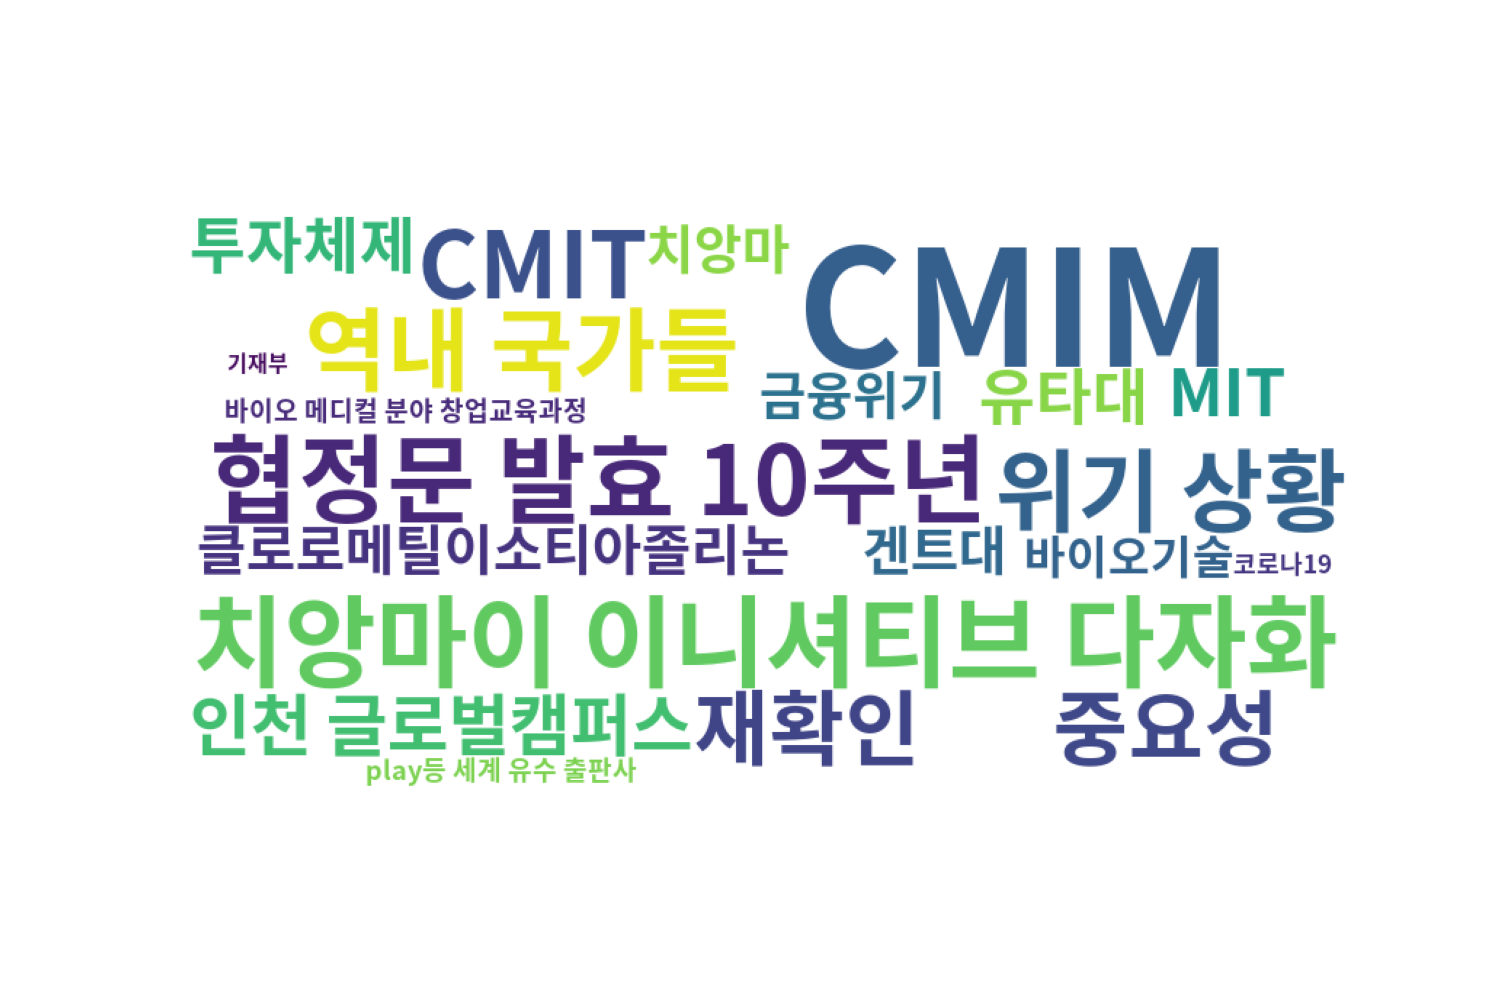 투자체제
CMIT
치앙마
CMIM
역내 국가들
기재부
금융위기
유타대
MIT
바이오 메디컬 분야 창업교육과정
협정문 발효 10주년
위기 상황
클로로메틸이소티아졸리논
겐트대
바이오기술
코로나19
치앙마이 이니셔티브 다자화
인천 글로벌캠퍼스
재확인
중요성
play등 세계 유수 출판사